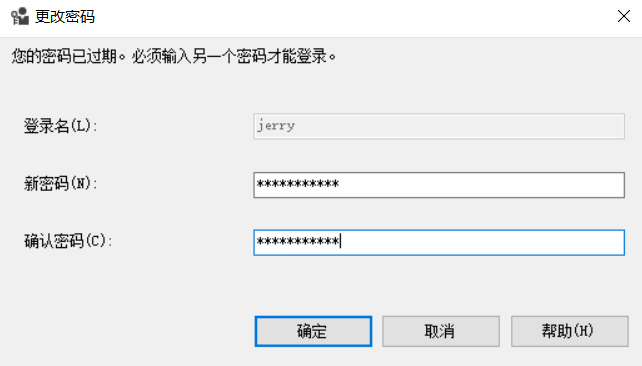 更改密码
您的密码已过期。必须输入另一个密码才能登录。
登录名(L):
jerry
新密码(N):
***********
确认密码(C):
***********
确定 取消 帮助(H)